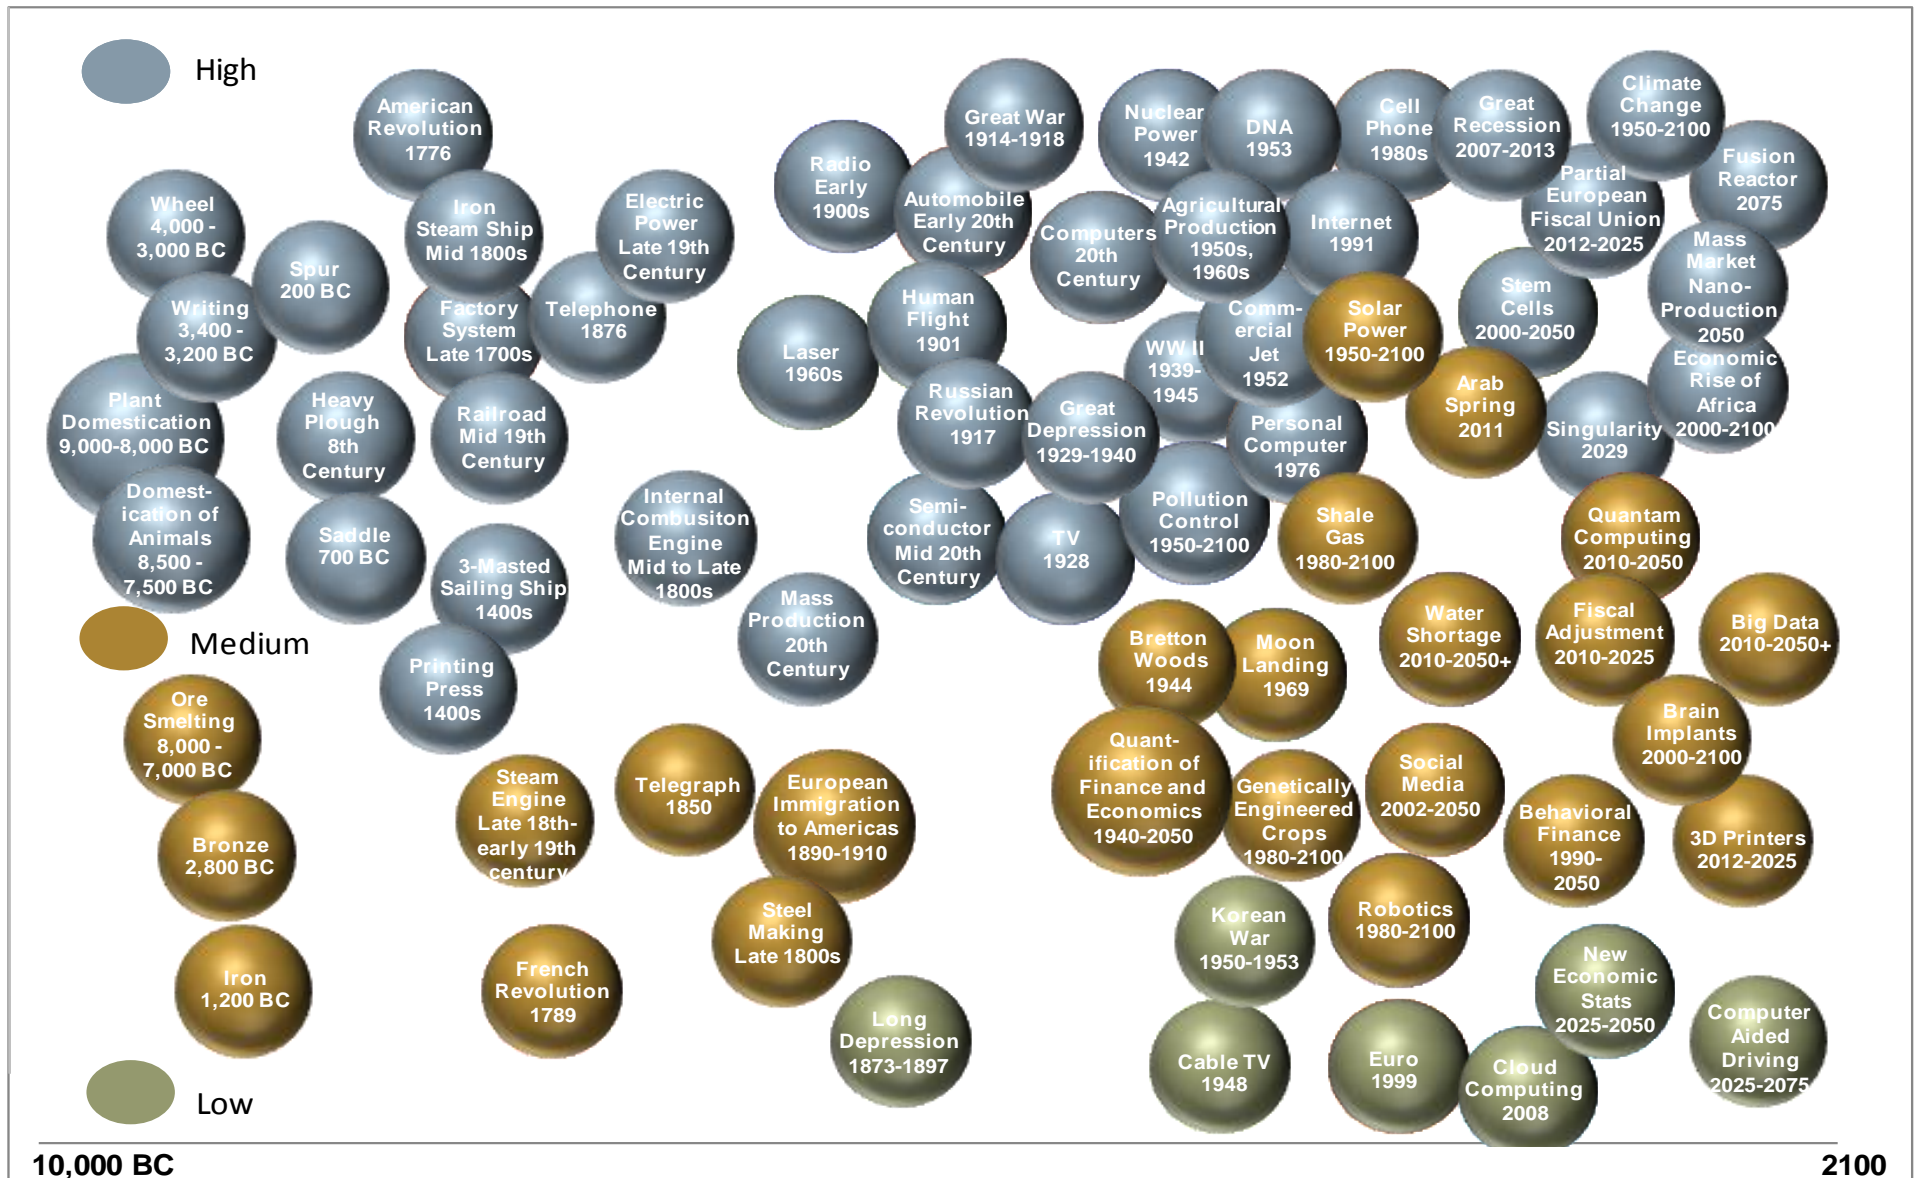 High
American
Revolution
1776
Great War
1914-1918
Nuclear
Power
1942
DNA
1953
Cell
Phone
1980s
Great
Recession
2007-2013
Climate
Change
1950-2100
Radio
Early
1900s
Automobile
Early 20th
Century
Partial
European
Fiscal Union
2012-2025
Fusion
Reactor
2075
Wheel
4,000 -
3,000 BC
Iron
Steam Ship
Mid 1800s
Electric
Power
Late 19th
Century
Computers
20th
Century
Agricultural
Production
1950s,
1960s
Internet
1991
Spur
200 BC
Writing
3,400 -
3,200 BC
Factory
System
Late 1700s
Telephone
1876
Human
Flight
1901
Comm-
ercial
Jet
1952
Solar
Power
1950-2100
Stem
Cells
2000-2050
Mass
Market
Nano-
Production
2050
Laser
1960s
WW II
1939-
1945
Arab
Spring
2011
Economic
Rise of
Africa
2000-2100
Plant
Domestication
9,000-8,000 BC
Heavy
Plough
8th
Century
Railroad
Mid 19th
Century
Russian
Revolution
1917
Great
Depression
1929-1940
Personal
Computer
1976
Singularity
2029
Domest-
ication of
Animals
8,500 -
7,500 BC
Saddle
700 BC
3-Masted
Sailing Ship
1400s
Internal
Combusiton
Engine
Mid to Late
1800s
Semi-
conductor
Mid 20th
Century
TV
1928
Pollution
Control
1950-2100
Shale
Gas
1980-2100
Quantam
Computing
2010-2050
Mass
Production
20th
Century
Printing
Press
1400s
Medium
Bretton
Woods
1944
Moon
Landing
1969
Water
Shortage
2010-2050+
Fiscal
Adjustment
2010-2025
Big Data
2010-2050+
Ore
Smelting
8,000 -
7,000 BC
Brain
Implants
2000-2100
Steam
Engine
Late 18th-
early 19th
century
Telegraph
1850
European
Immigration
to Americas
1890-1910
Quant-
ification of
Finance and
Economics
1940-2050
Genetically
Engineered
Crops
1980-2100
Social
Media
2002-2050
Behavioral
Finance
1990-
2050
3D Printers
2012-2025
Bronze
2,800 BC
Steel
Making
Late 1800s
Korean
War
1950-1953
Robotics
1980-2100
Iron
1,200 BC
French
Revolution
1789
New
Economic
Stats
2025-2050
Long
Depression
1873-1897
Cable TV
1948
Euro
1999
Cloud
Computing
2008
Computer
Aided
Driving
2025-2075
Low
10,000 BC
2100